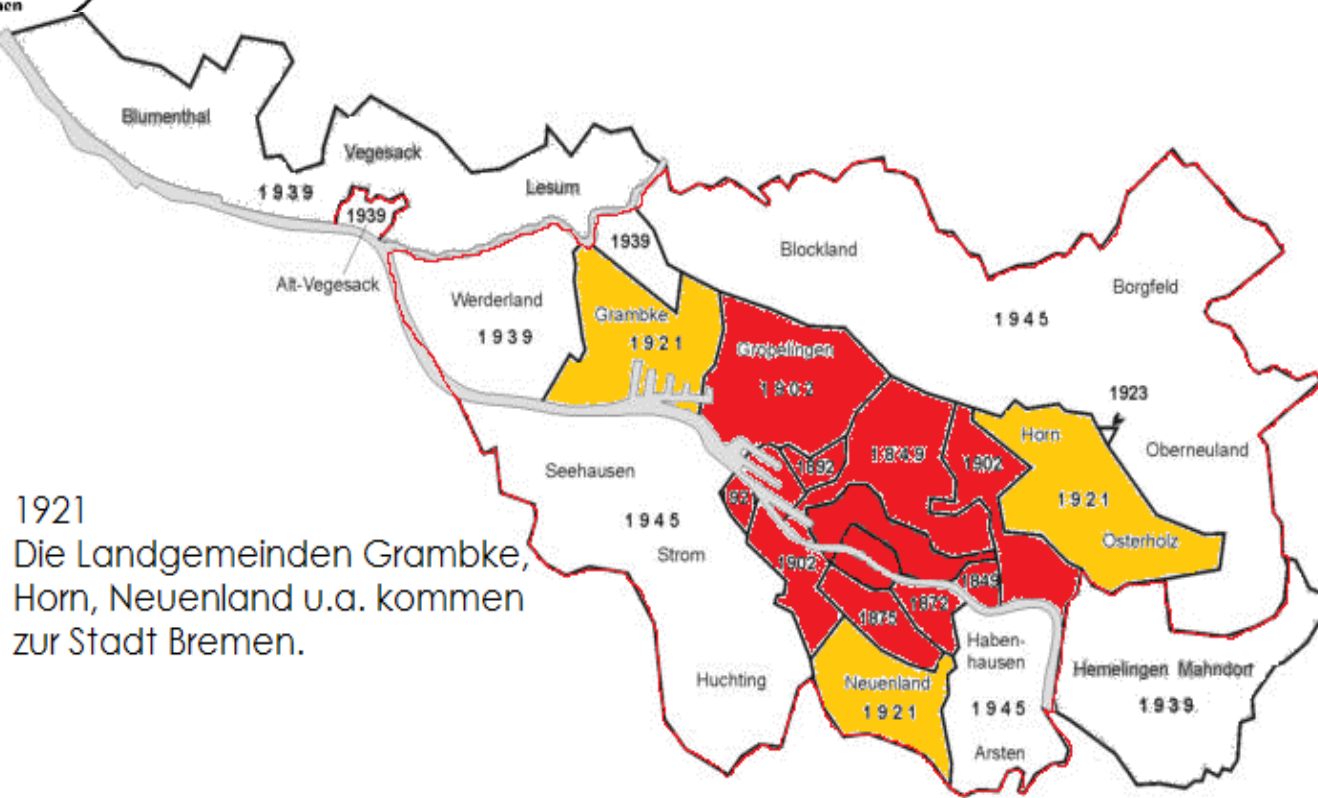 Blumenthal
Vegesack
1939
Lesum
1939
1939
Alt-Vegesack
Werderland
1939
Grambke
1921
Blockland
Borgfeld
1945
Gröpelingen
1902
1923
Horn
1921
Osterholz
Oberneuland
1849
1902
1892
Seehausen
1945
Strom
1902
1849
1872
1875
1921
Die Landgemeinden Grambke,
Horn, Neuenland u.a. kommen
zur Stadt Bremen.
Huchting
Neuenland
1921
Haben-
hausen
1945
Arsten
Hemelingen Mahndorf
1939